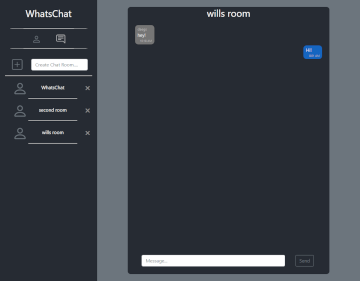 WhatsChat
Create Chat Room...
WhatsChat
second room
wills room
wills room
hey!
Hi!
Message...
Send